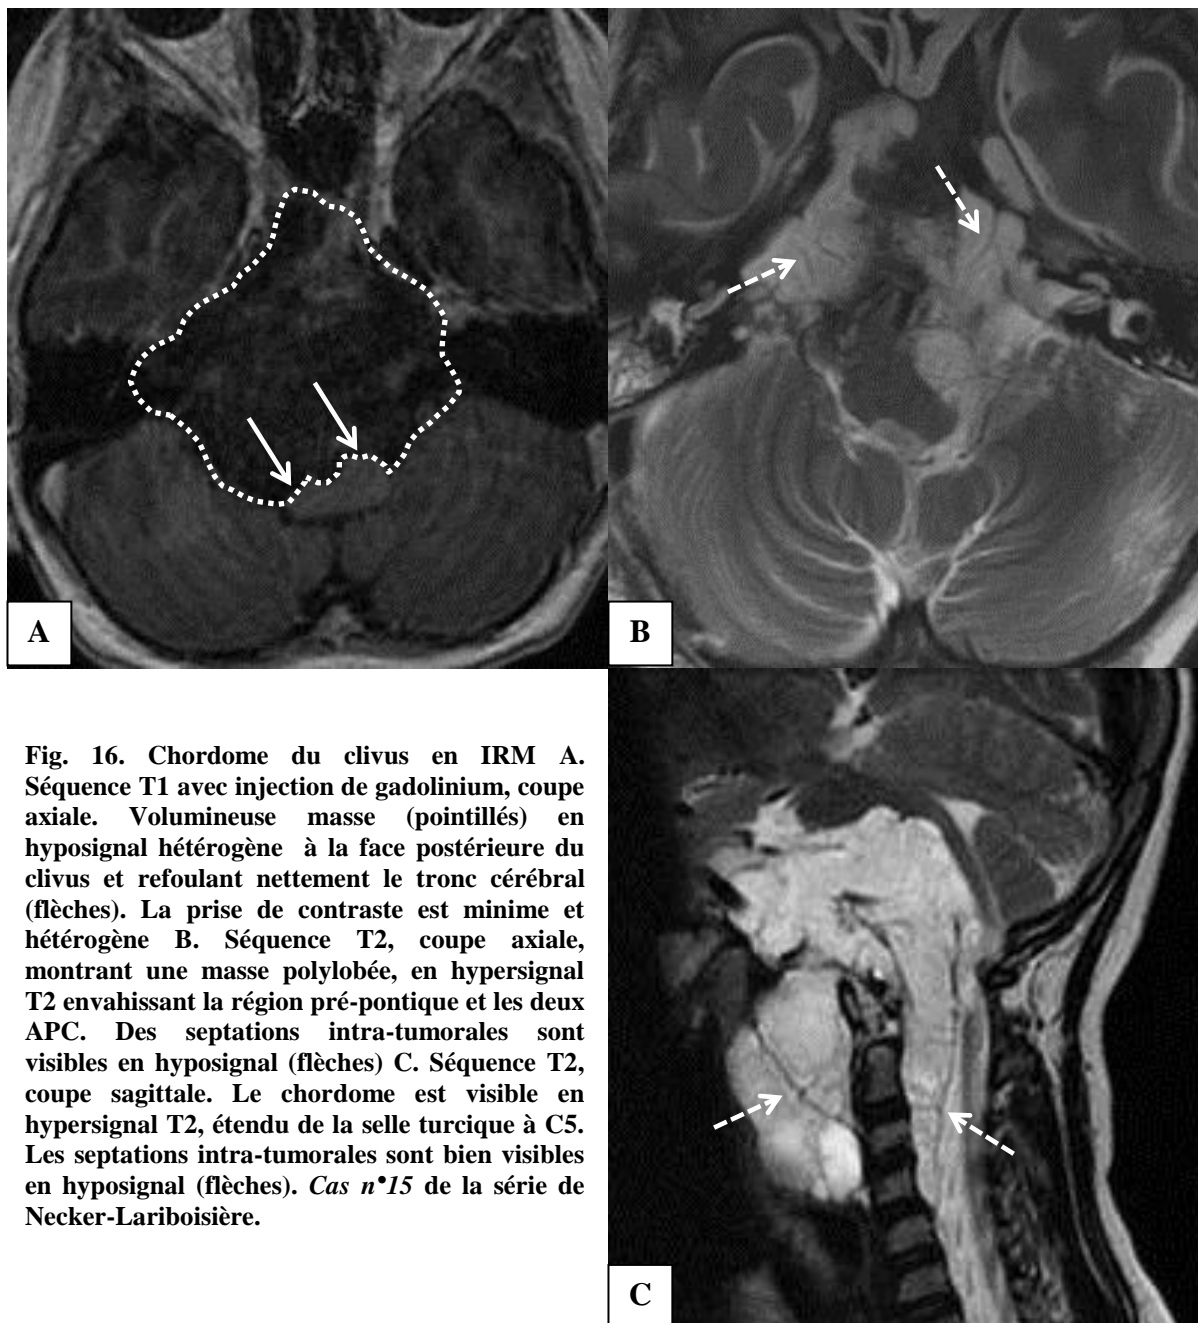 A
B
Fig. 16. Chordome du clivus en IRM A.
Séquence T1 avec injection de gadolinium, coupe
axiale. Volumineuse masse (pointillés) en
hyposignal hétérogène à la face postérieure du
clivus et refoulant nettement le tronc cérébral
(flèches). La prise de contraste est minime et
hétérogène B. Séquence T2, coupe axiale,
montrant une masse polylobée, en hypersignal
T2 envahissant la région pré-pontique et les deux
APC. Des septations intra-tumorales sont
visibles en hyposignal (flèches) C. Séquence T2,
coupe sagittale. Le chordome est visible en
hypersignal T2, étendu de la selle turcique à C5.
Les septations intra-tumorales sont bien visibles
en hyposignal (flèches). Cas n•15 de la série de
Necker-Lariboisière.
C